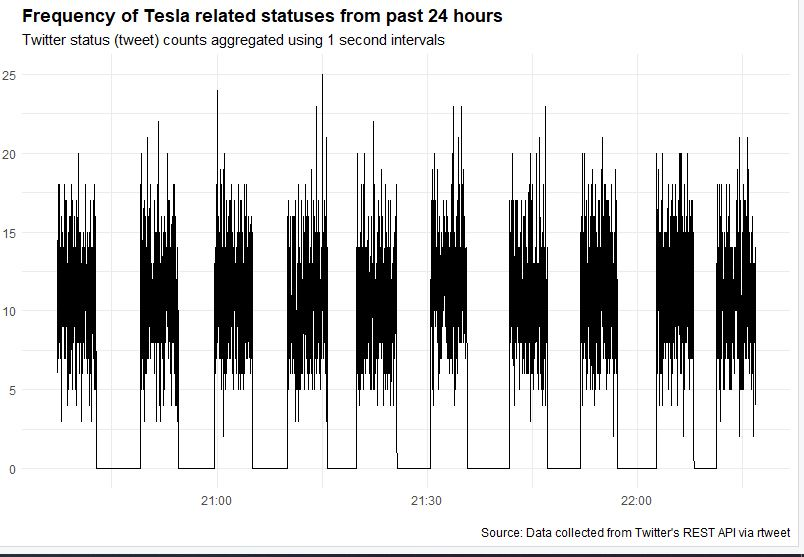 Frequency of Tesla related statuses from past 24 hours
Twitter status (tweet) counts aggregated using 1 second intervals
25
20
15
10
5
0
21:00 21:30 22:00
Source: Data collected from Twitter's REST API via rtweet